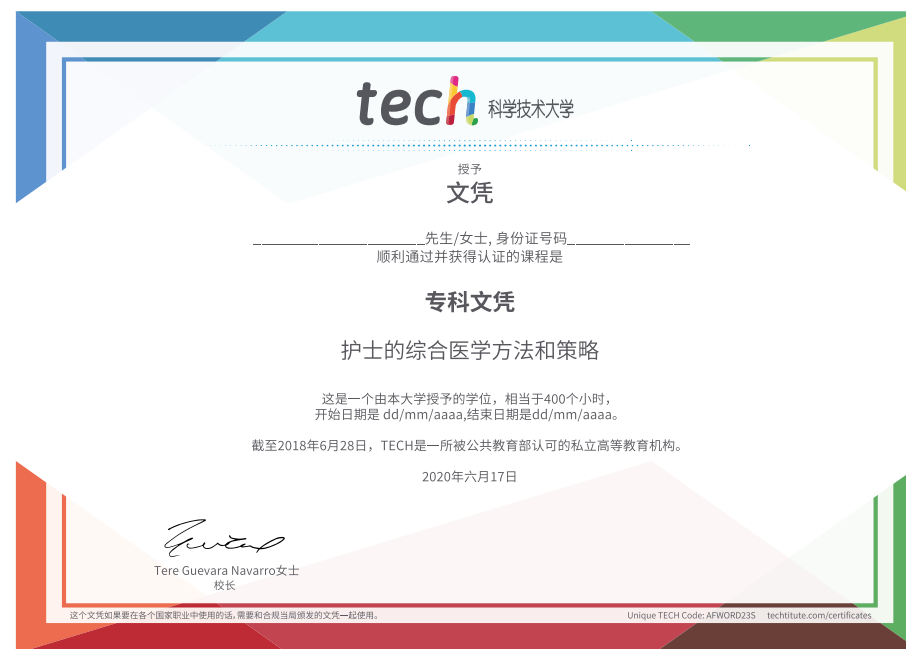 tech 科学技术大学
授予
文凭
____________________先生/女士, 身份证号码______________
顺利通过并获得认证的课程是
专科文凭
护士的综合医学方法和策略
这是一个由本大学授予的学位，相当于400个小时，
开始日期是 dd/mm/aaaa,结束日期是dd/mm/aaaa。
截至2018年6月28日，TECH是一所被公共教育部认可的私立高等教育机构。
2020年六月17日
Tere Guevara Navarro女士
校长
这个文凭如果要在各个国家职业中使用的话,需要和合规当局颁发的文凭一起使用。
Unique TECH Code: AFWORD23S techtitute.com/certificates